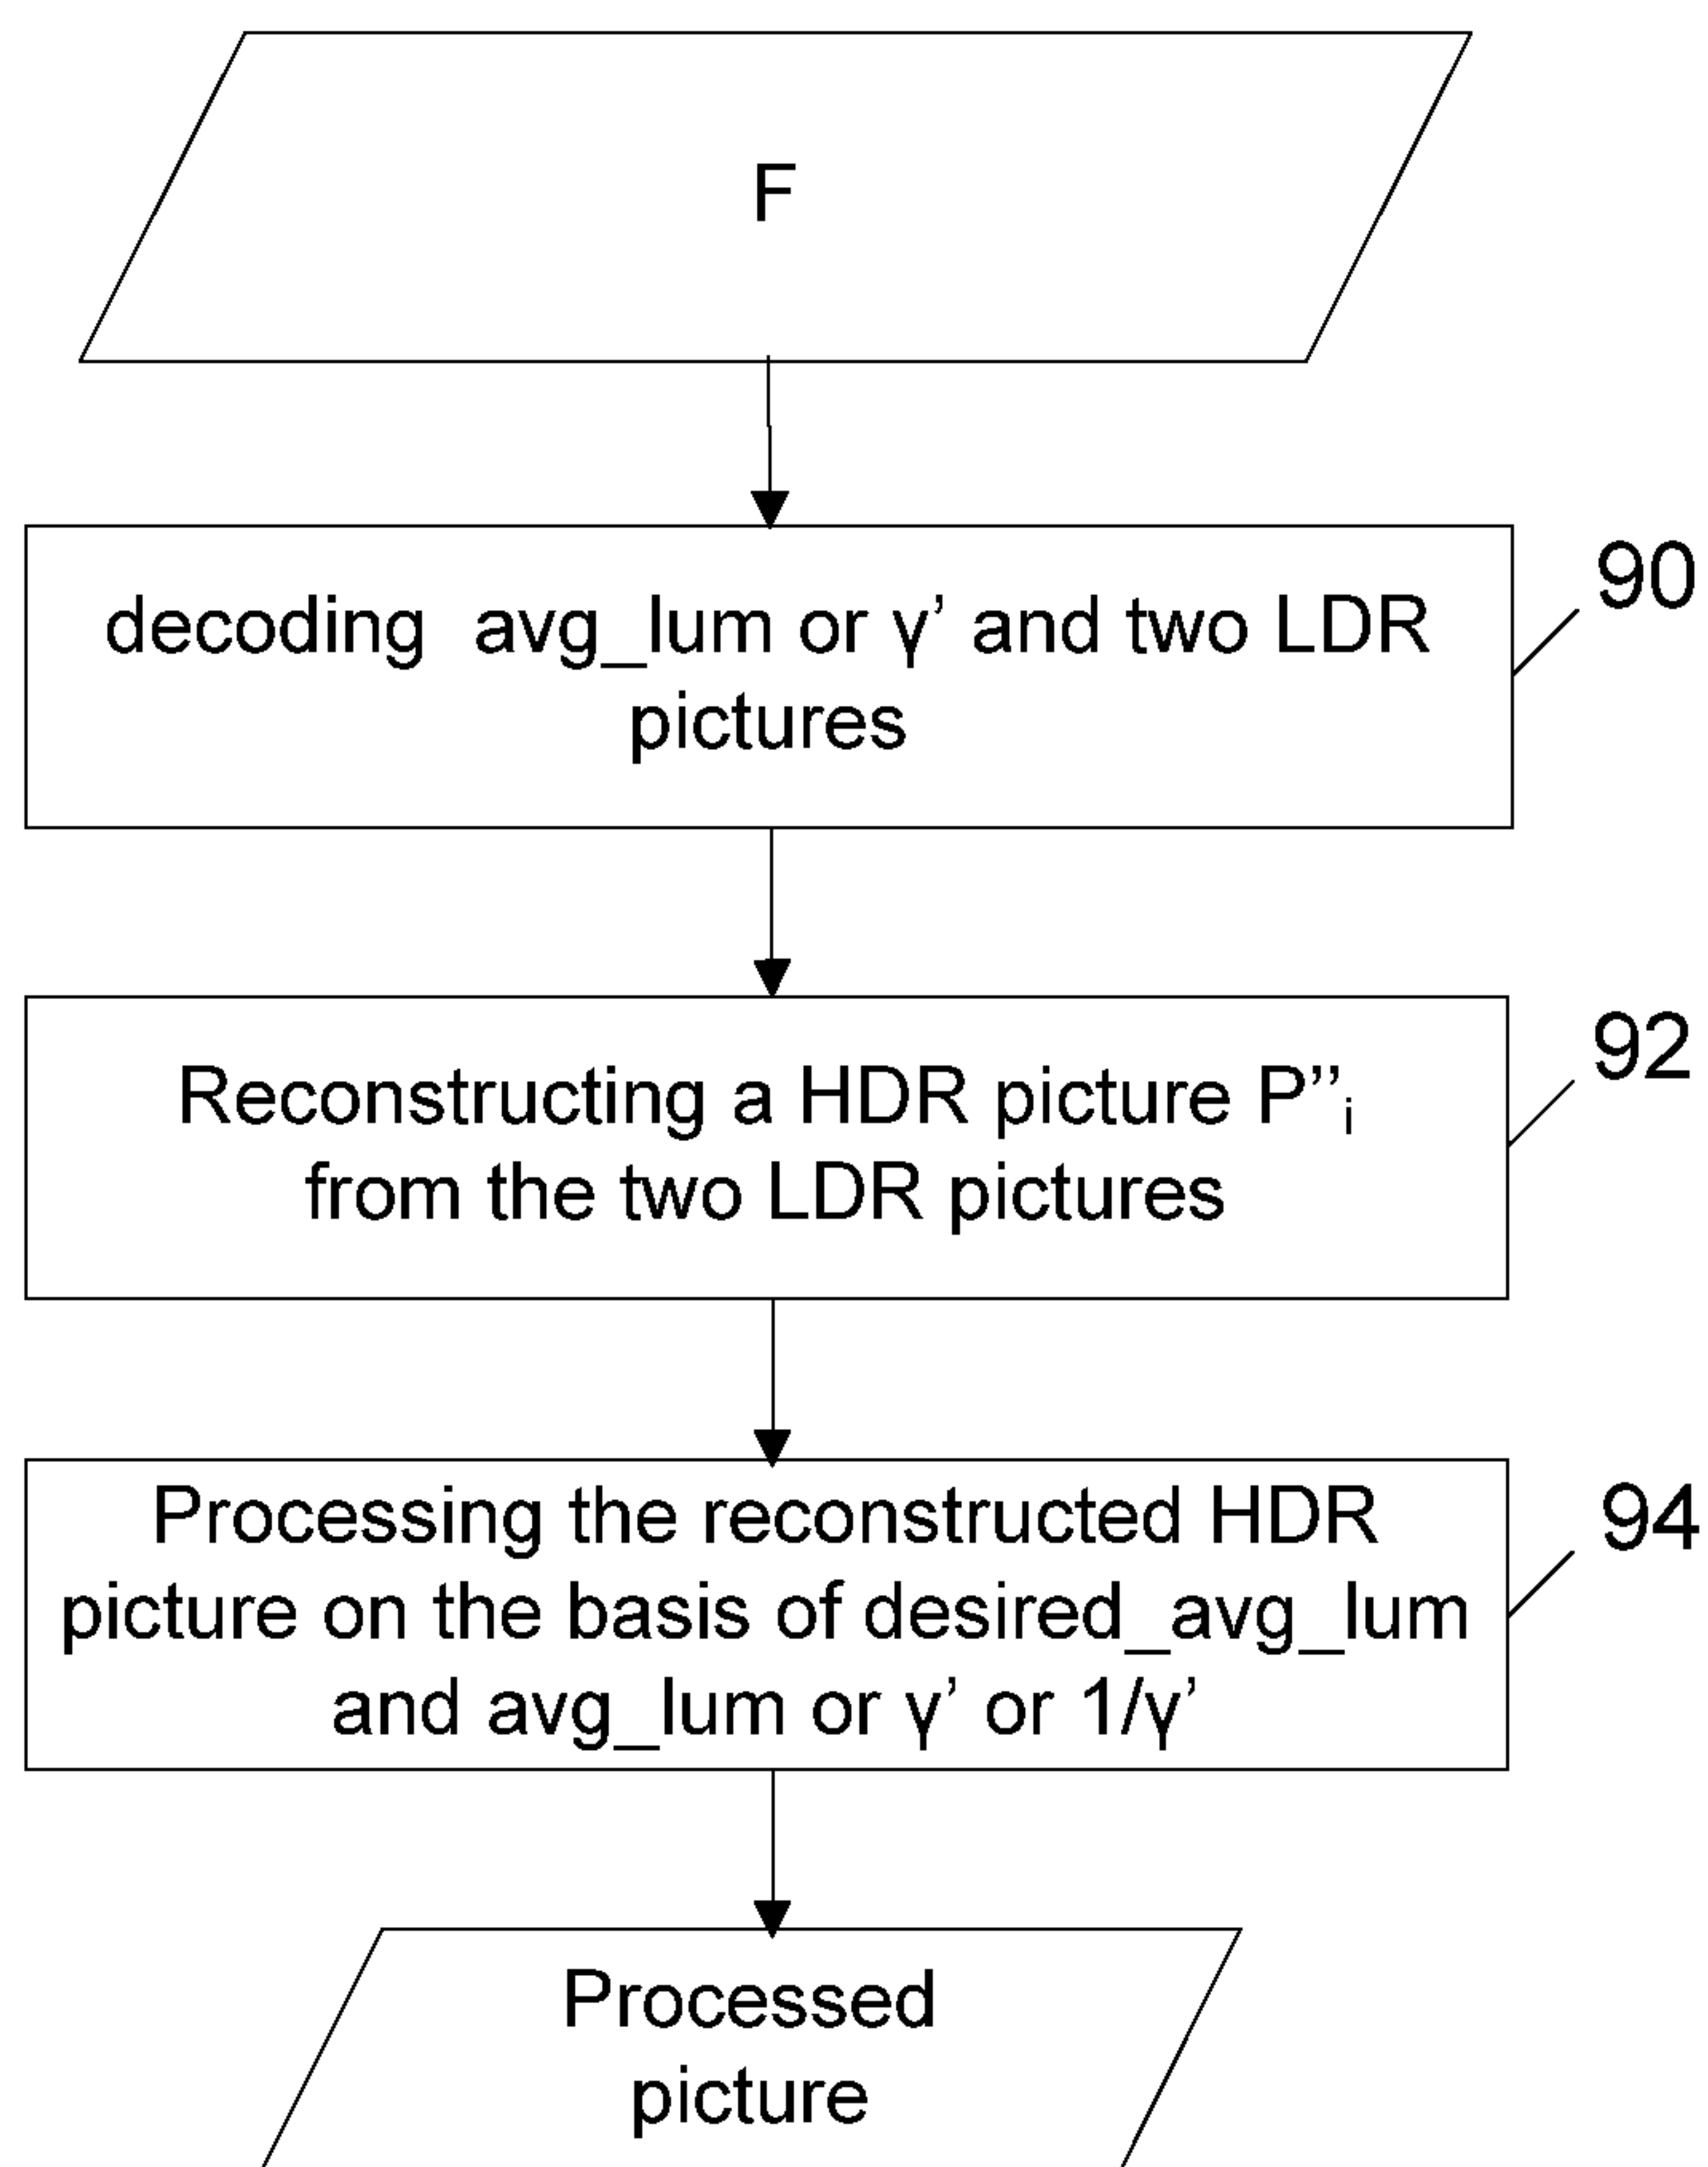 F
decoding avg_lum or γ’ and two LDR
pictures
90
Reconstructing a HDR picture P”i
from the two LDR pictures
92
Processing the reconstructed HDR
picture on the basis of desired_avg_lum
and avg_lum or γ’ or 1/γ’
94
Processed
picture